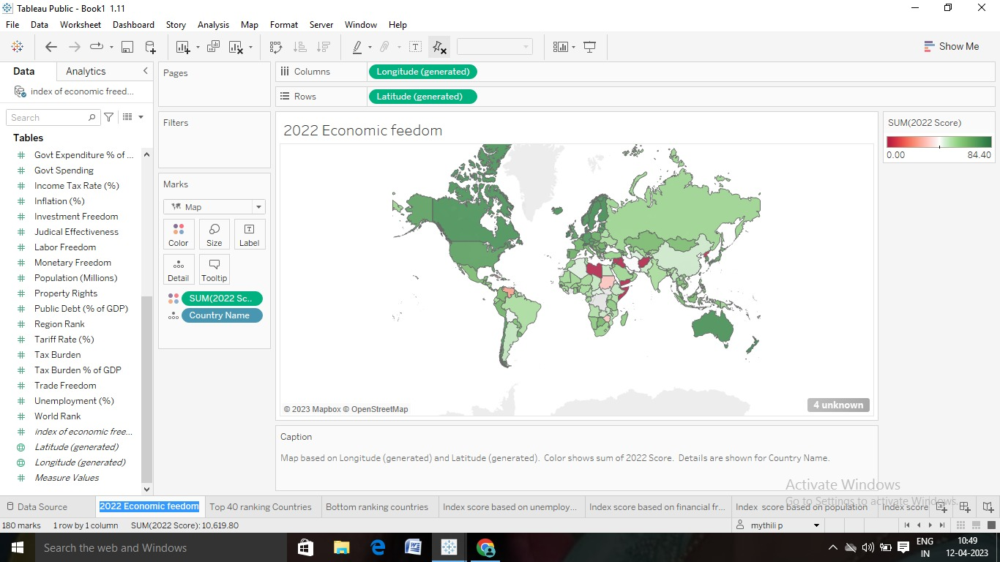 Tableau Public - Book1 1.11
File Data Worksheet Dashboard Story Analysis Map Format Server Window Help
Show Me
Data Analytics
index of economic freed...
Search
Tables
Govt Expenditure % of ...
Govt Spending
Income Tax Rate (%)
Inflation (%)
Investment Freedom
Judical Effectiveness
Labor Freedom
Monetary Freedom
Population (Millions)
Property Rights
Public Debt (% of GDP)
Region Rank
Tariff Rate (%)
Tax Burden
Tax Burden % of GDP
Trade Freedom
Unemployment (%)
World Rank
index of economic free...
Latitude (generated)
Longitude (generated)
Measure Values
Pages
Filters
Marks
Map
Color Size Label
Detail Tooltip
SUM(2022 Sc..
Country Name
Columns Longitude (generated)
Rows Latitude (generated)
2022 Economic feedom
© 2023 Mapbox © OpenStreetMap
4 unknown
Caption
Map based on Longitude (generated) and Latitude (generated). Color shows sum of 2022 Score. Details are shown for Country Name.
SUM(2022 Score)
0.00 84.40
Activate Windows
Go to Settings to activate Windows.
Data Source 2022 Economic feedom Top 40 ranking Countries Bottom ranking countries Index score based on unemploy... Index score based on financial fr... Index score based on population Index score
180 marks 1 row by 1 column SUM(2022 Score): 10,619.80 mythili p
Search the web and Windows
ENG
IN
10:49
12-04-2023